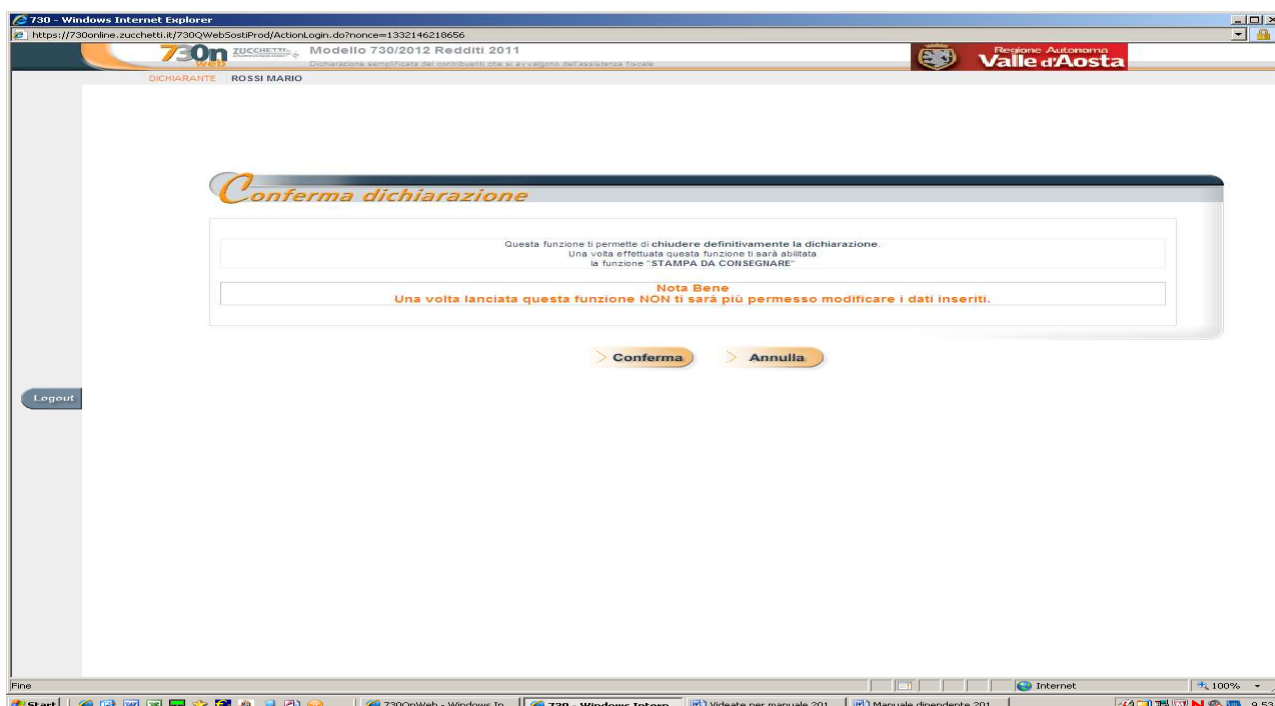 730 - Windows Internet Explorer
https://730online.zucchetti.it/730QWebSostiProd/ActionLogin.do?nonce=1332146218656
730n web ZUCCHETTI Modello 730/2012 Redditi 2011
Dichiarazione semplificata dei contribuenti che si avvalgono dell'assistenza fiscale
Regione Autonoma
Valle d'Aosta
DICHIARANTE ROSSI MARIO
Conferma dichiarazione
Questa funzione ti permette di chiudere definitivamente la dichiarazione.
Una volta effettuata questa funzione ti sarà abilitata
la funzione "STAMPA DA CONSEGNARE"
Nota Bene
Una volta lanciata questa funzione NON ti sarà più permesso modificare i dati inseriti.
Conferma Annulla
Logout
Fine Internet 100%
Start 730OnWeb - Windows In... 730 - Windows Intern... Videate per manuale 201... Manuale dipendente 201... 9.53